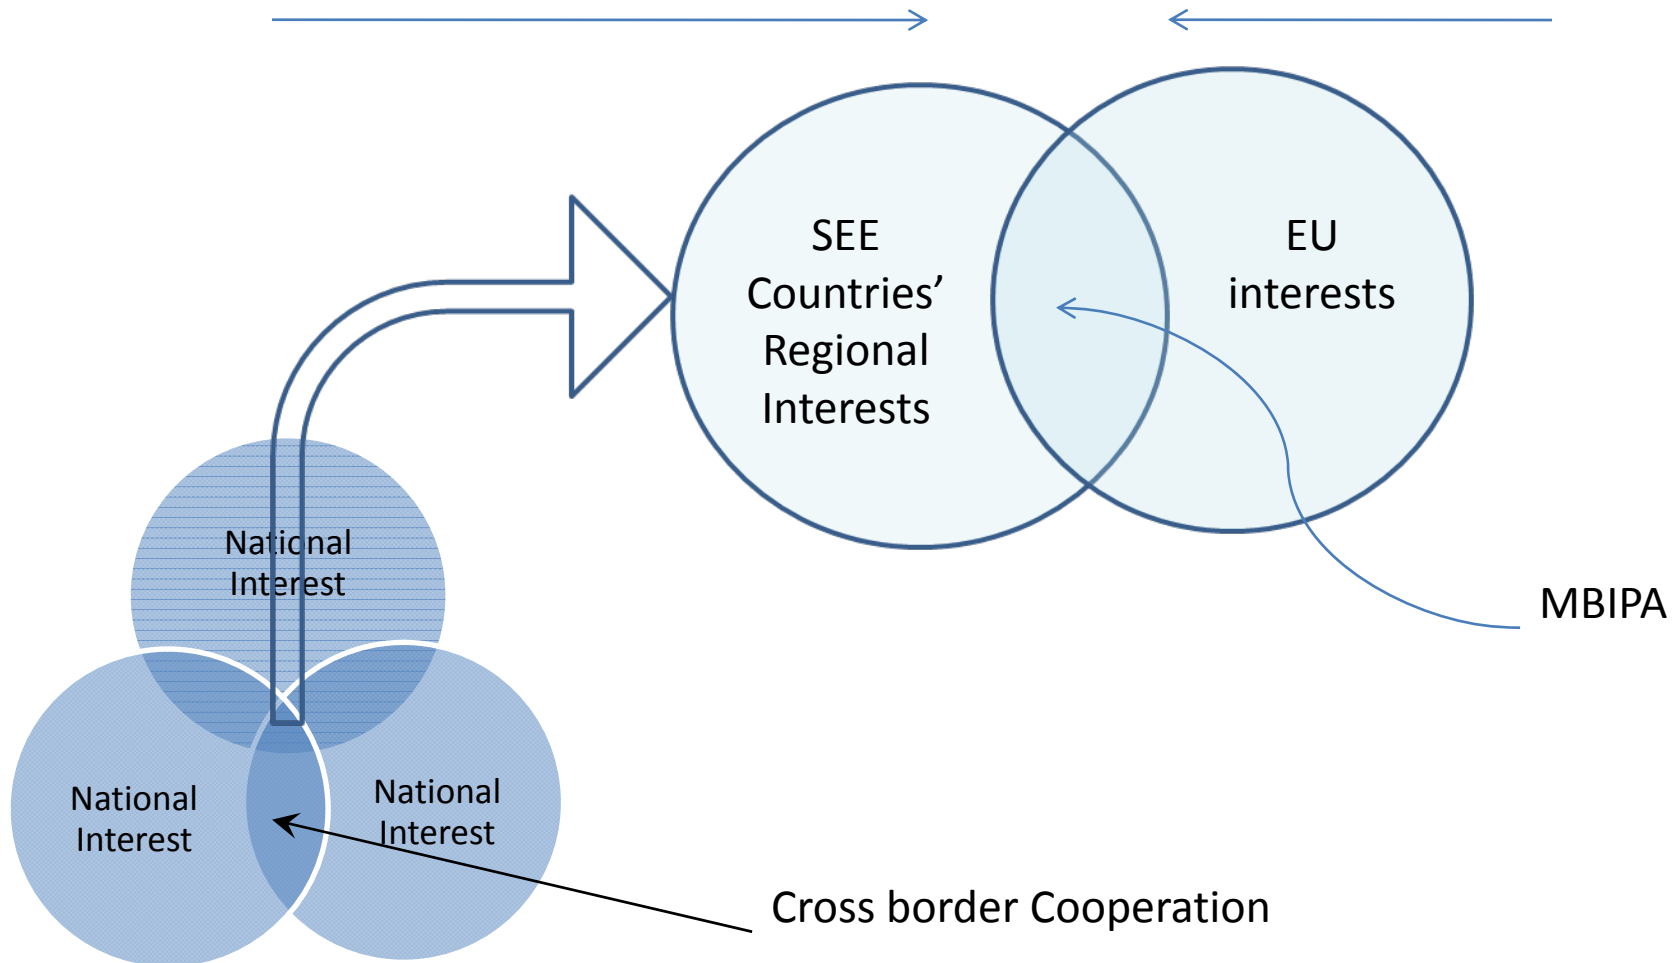 SEE
Countries’
Regional
Interests
EU
interests
National
Interest
MBIPA
National
Interest
National
Interest
Cross border Cooperation